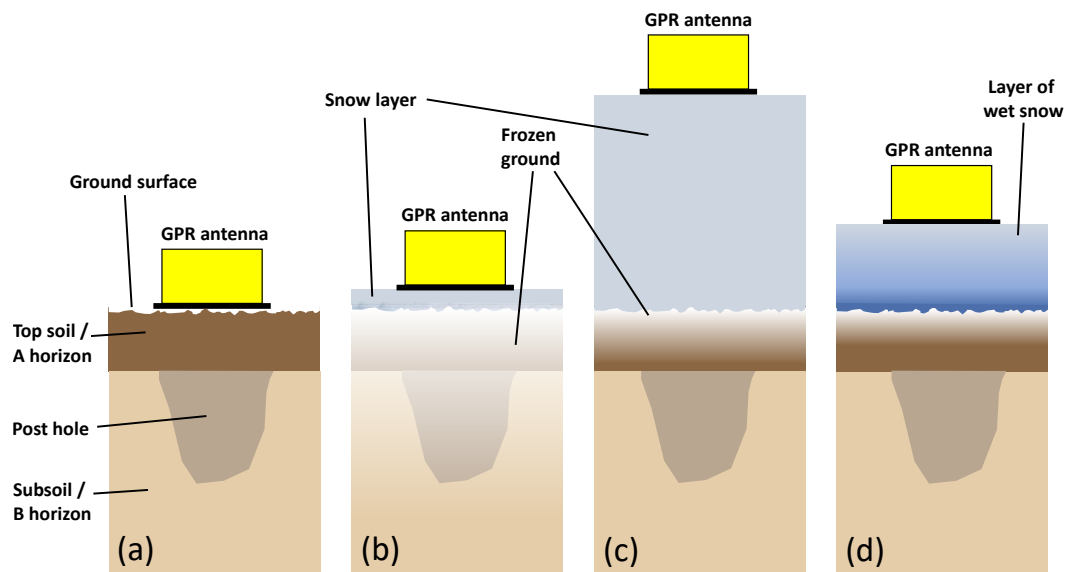 GPR antenna
Snow layer
Frozen
ground
Layer of
wet snow
GPR antenna
Ground surface
GPR antenna
GPR antenna
Top soil /
A horizon
Post hole
Subsoil /
B horizon
(a)
(b)
(c)
(d)